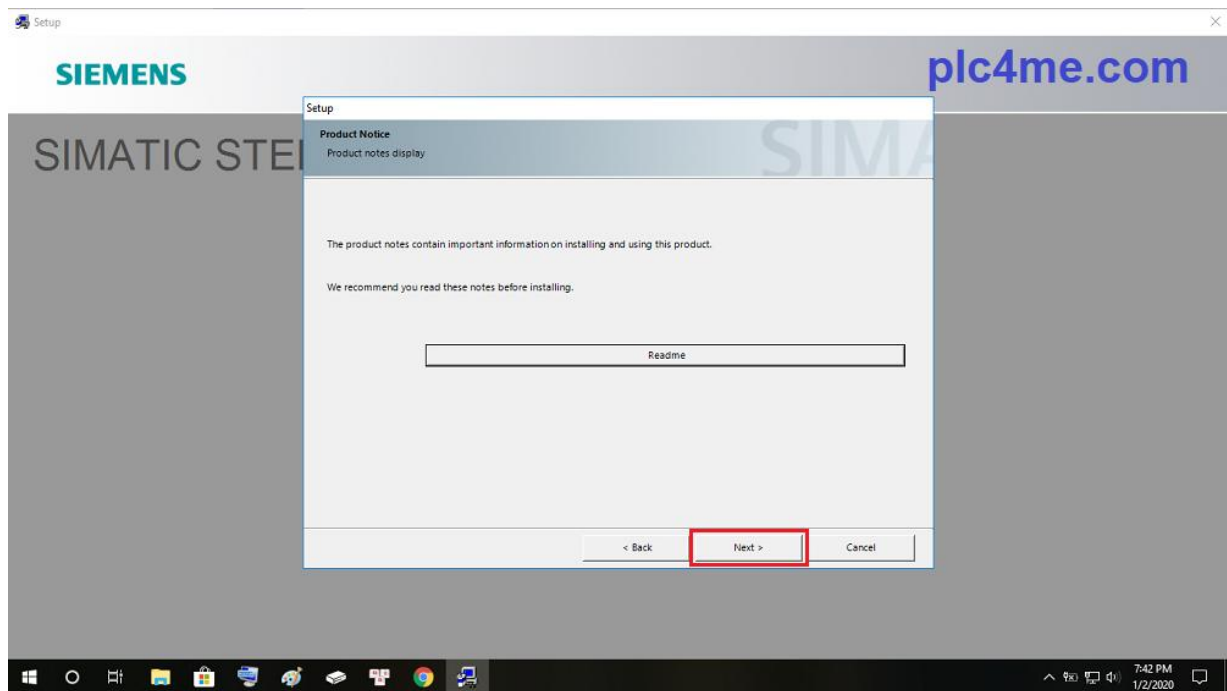 Setup
SIEMENS
plc4me.com
SIMATIC STE
Setup
Product Notice
Product notes display
SIMA
The product notes contain important information on installing and using this product.
We recommend you read these notes before installing.
Readme
< Back
Next >
Cancel
7:42 PM
1/2/2020